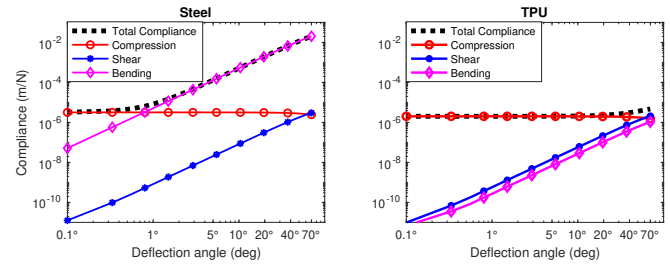 Steel
Total Compliance
Compression
Shear
Bending
Compliance (m/N)
10⁻²
10⁻⁴
10⁻⁶
10⁻⁸
10⁻¹⁰
0.1° 1° 5° 10° 20° 40° 70°
Deflection angle (deg)
TPU
Total Compliance
Compression
Shear
Bending
10⁻²
10⁻⁴
10⁻⁶
10⁻⁸
10⁻¹⁰
0.1° 1° 5° 10° 20° 40° 70°
Deflection angle (deg)